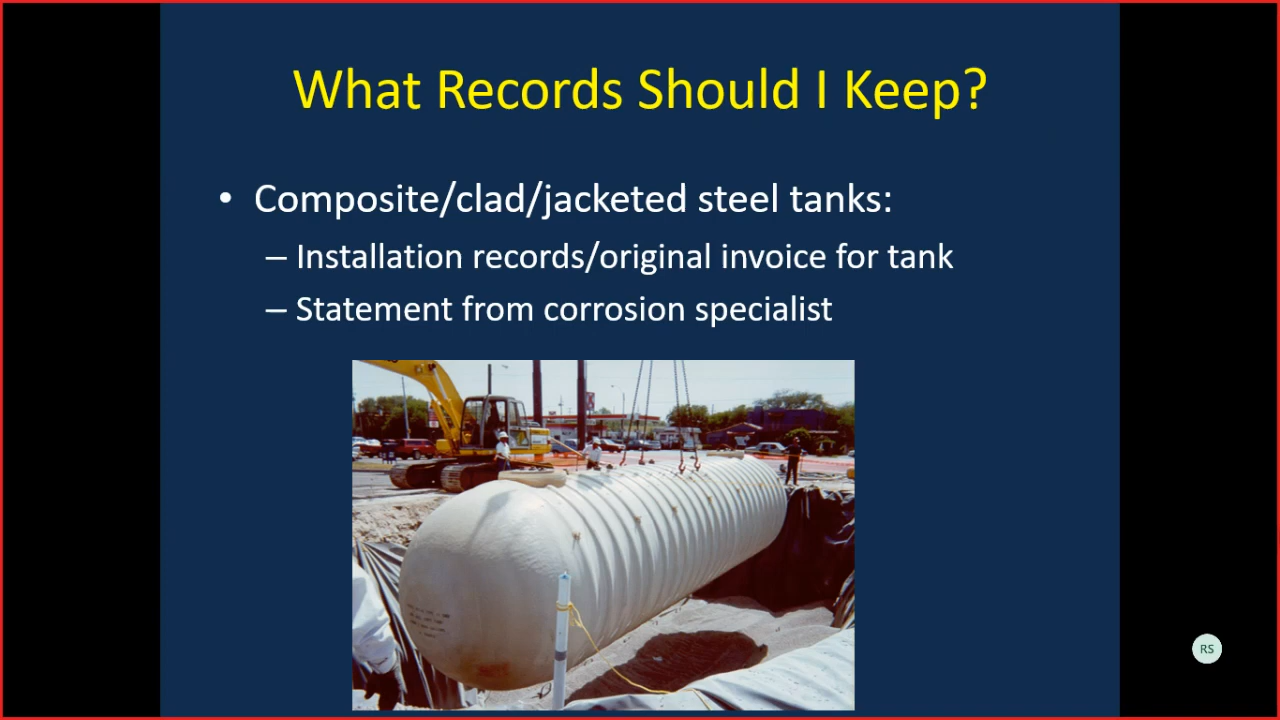 What Records Should I Keep?
• Composite/clad/jacketed steel tanks:
– Installation records/original invoice for tank
– Statement from corrosion specialist
RS